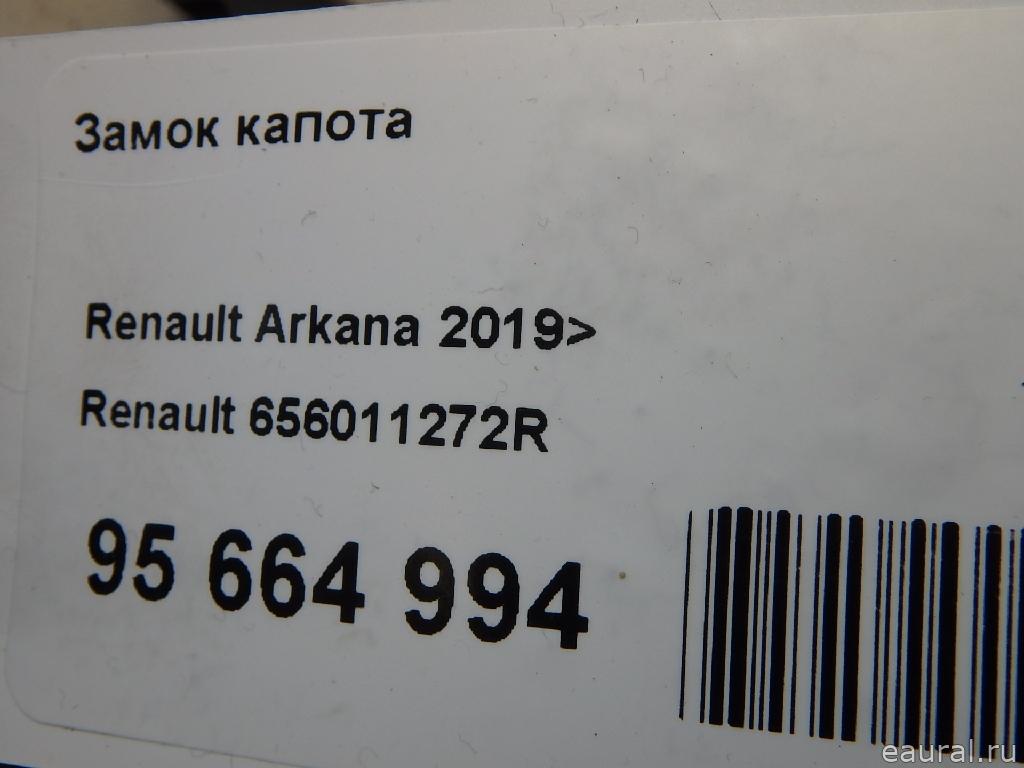 Замок капота
Renault Arkana 2019>
Renault 656011272R
95 664 994
eaural.ru